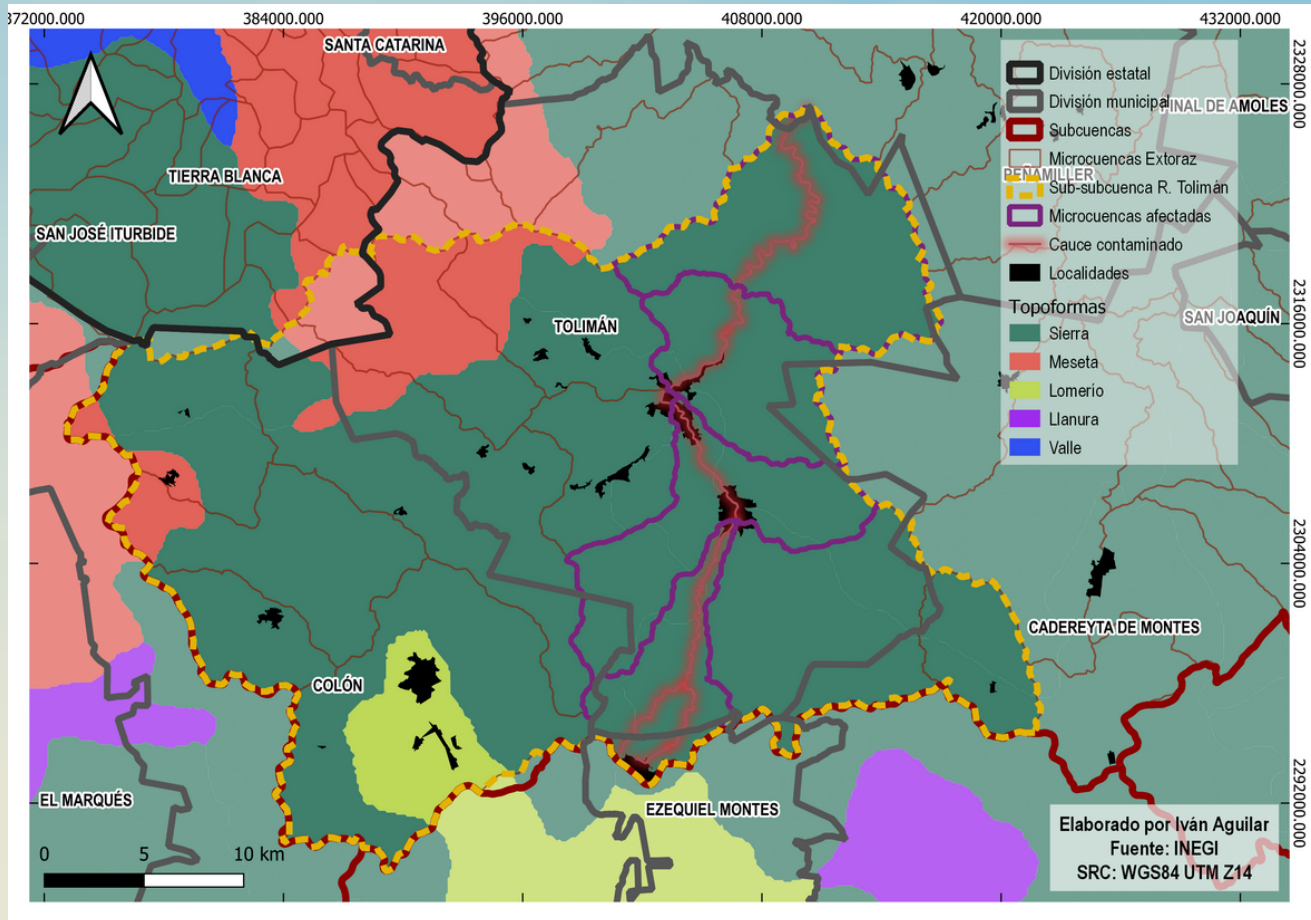 372000.000
384000.000
396000.000
408000.000
420000.000
432000.000
SANTA CATARINA
División estatal
2328000.000
División municipal
PINAL DE AMOLES
Subcuencas
Microcuencas Extoraz
TIERRA BLANCA
PEÑAMILLER
Sub-subcuenca R. Tolimán
Microcuencas afectadas
SAN JOSÉ ITURBIDE
Cauce contaminado
Localidades
Topoformas
2316000.000
TOLIMÁN
SAN JOAQUÍN
Sierra
Meseta
Lomerio
Llanura
Valle
2304000.000
CADEREYTA DE MONTES
COLÓN
2292000.000
EL MARQUÉS
EZEQUIEL MONTES
Elaborado por Iván Aguilar
Fuente: INEGI
SRC: WGS84 UTM Z14
0 5 10 km